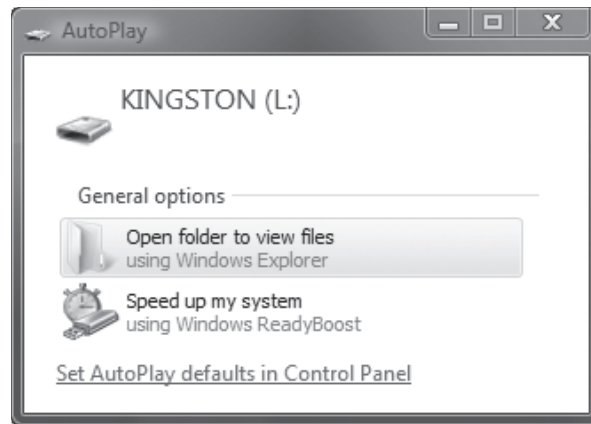 AutoPlay
KINGSTON (L:)
General options
Open folder to view files
using Windows Explorer
Speed up my system
using Windows ReadyBoost
Set AutoPlay defaults in Control Panel